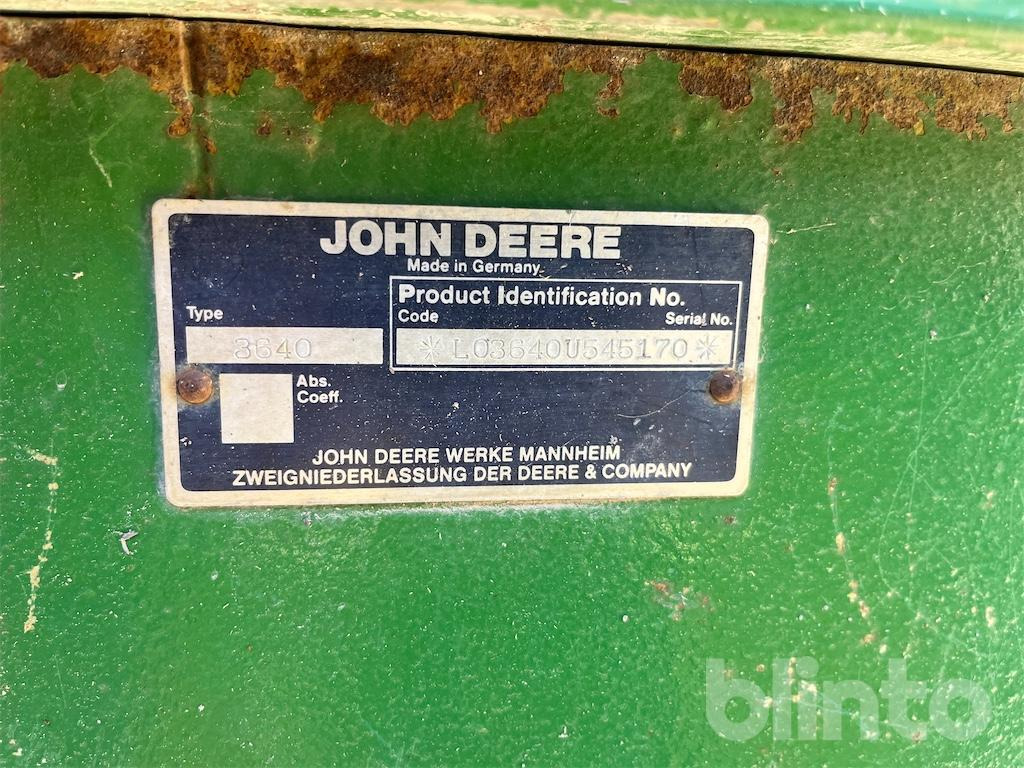 JOHN DEERE
Made in Germany
Product Identification No.
Type
Code Serial No.
3640
*L03640U545170*
Abs.
Coeff.
JOHN DEERE WERKE MANNHEIM
ZWEIGNIEDERLASSUNG DER DEERE & COMPANY
blinto